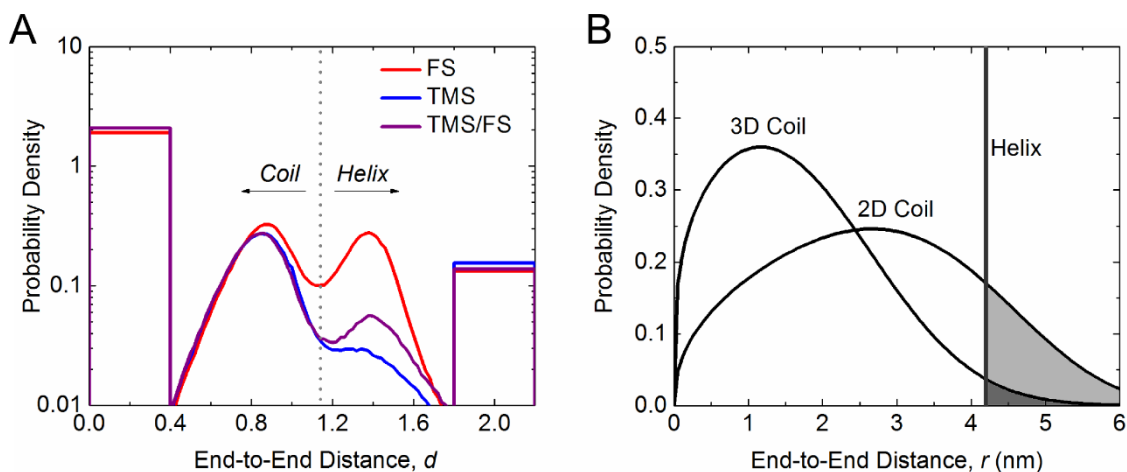 A
Probability Density
10
1
0.1
0.01
FS
TMS
TMS/FS
Coil Helix
0.0 0.4 0.8 1.2 1.6 2.0
End-to-End Distance, d
B
Probability Density
0.5
0.4
0.3
0.2
0.1
0.0
3D Coil
2D Coil
Helix
0 1 2 3 4 5 6
End-to-End Distance, r (nm)